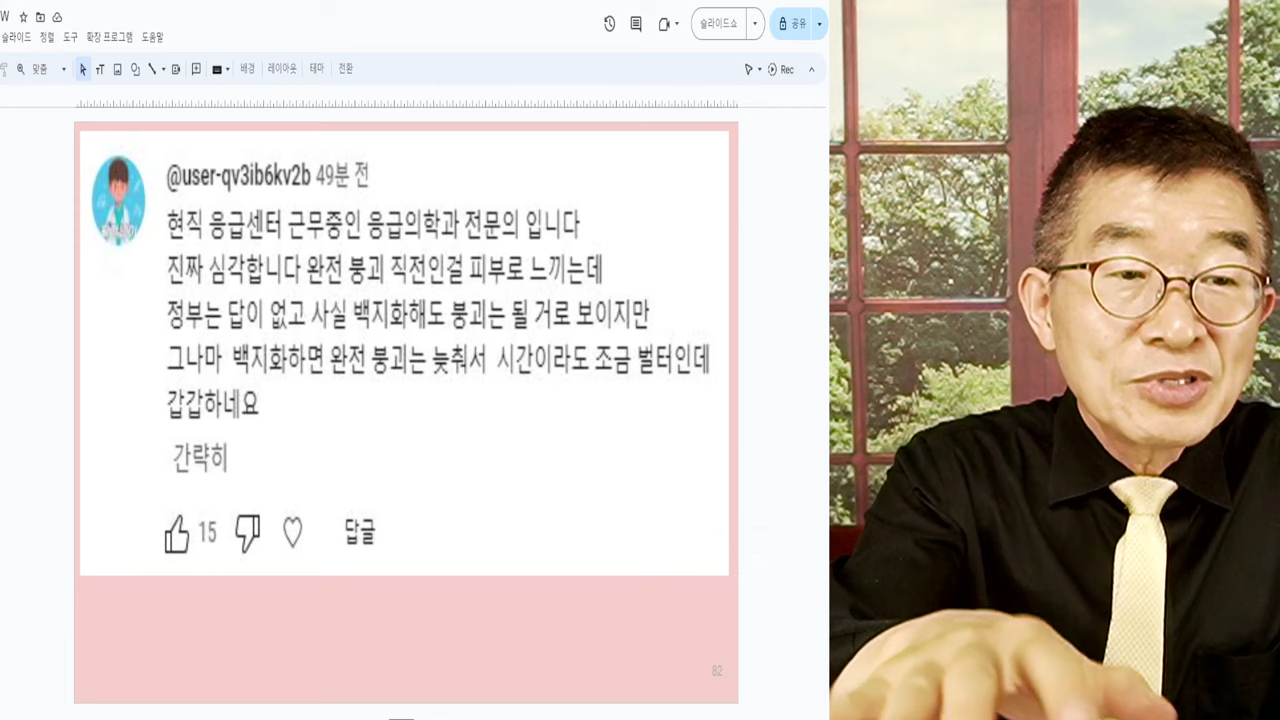 W
슬라이드 정렬 도구 확장 프로그램 도움말
슬라이드쇼
공유
맞춤
배경 레이아웃 테마 전환
Rec
@user-qv3ib6kv2b 49분 전
현직 응급센터 근무중인 응급의학과 전문의 입니다
진짜 심각합니다 완전 붕괴 직전인걸 피부로 느끼는데
정부는 답이 없고 사실 백지화해도 붕괴는 될 거로 보이지만
그나마 백지화하면 완전 붕괴는 늦춰서 시간이라도 조금 벌터인데
갑갑하네요
간략히
15 답글
82